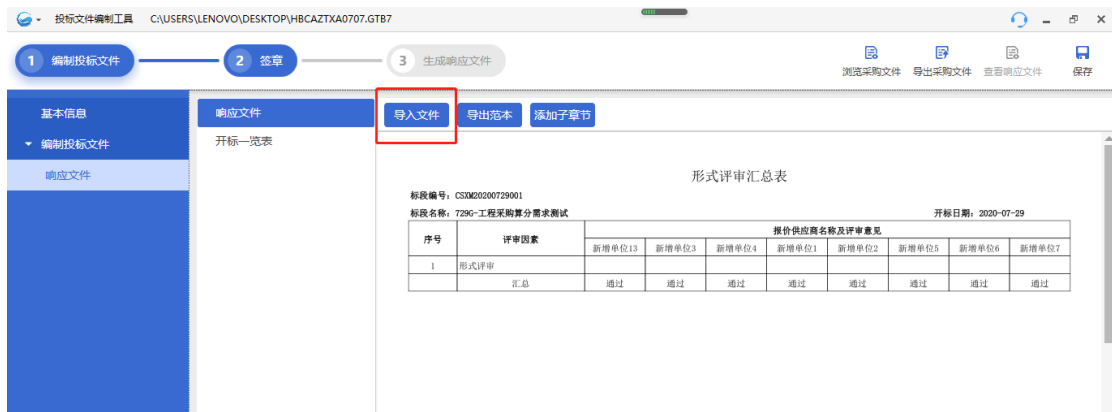 投标文件编制工具 C:\USERS\LENOVO\DESKTOP\HBCAZTXA0707.GTB7
1 编制投标文件 2 签章 3 生成响应文件
浏览采购文件 导出采购文件 查看响应文件 保存
基本信息
编制投标文件
响应文件
响应文件
开标一览表
导入文件 导出范本 添加子章节
形式评审汇总表
标段编号：CSXM20200729001
标段名称：729G-工程采购算分需求测试 开标日期：2020-07-29
序号 评审因素 报价供应商名称及评审意见
新增单位13 新增单位3 新增单位4 新增单位1 新增单位2 新增单位5 新增单位6 新增单位7
1 形式评审
汇总 通过 通过 通过 通过 通过 通过 通过 通过